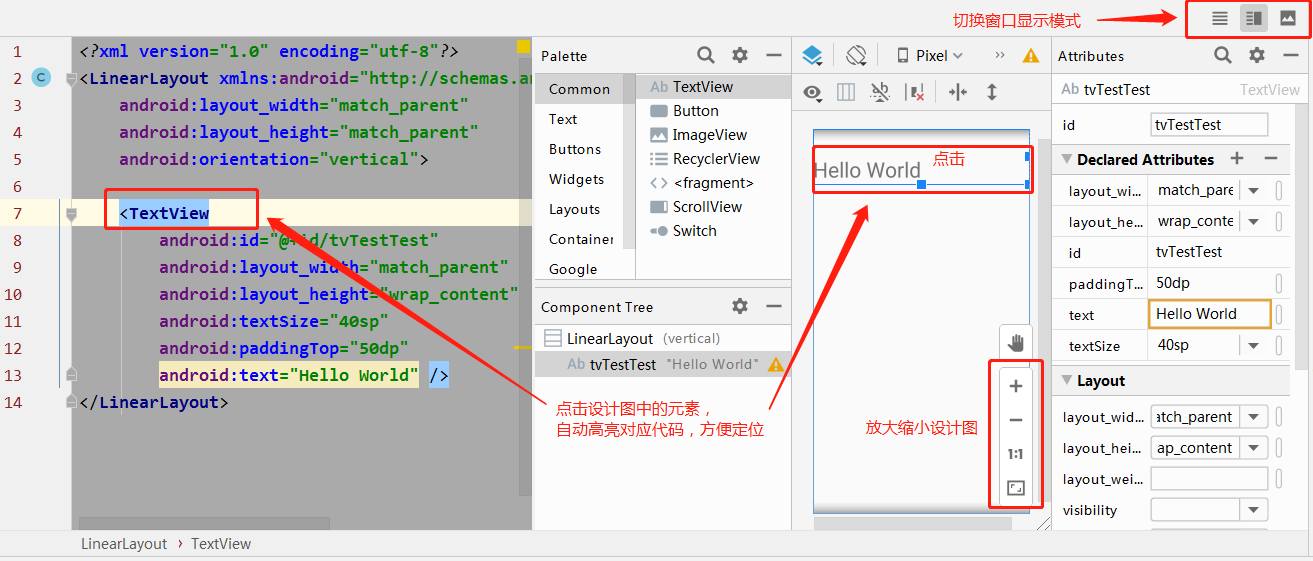 切换窗口显示模式
1 <?xml version="1.0" encoding="utf-8"?>
2 C <LinearLayout xmlns:android="http://schemas.an
3 android:layout_width="match_parent"
4 android:layout_height="match_parent"
5 android:orientation="vertical">
6
7 <TextView
8 android:id="@+id/tvTestTest"
9 android:layout_width="match_parent"
10 android:layout_height="wrap_content"
11 android:textSize="40sp"
12 android:paddingTop="50dp"
13 android:text="Hello World" />
14 </LinearLayout>
LinearLayout › TextView
Palette
Common
Text
Buttons
Widgets
Layouts
Container
Google
Ab TextView
Button
ImageView
RecyclerView
<fragment>
ScrollView
Switch
Component Tree
LinearLayout (vertical)
Ab tvTestTest "Hello World"
点击设计图中的元素，
自动高亮对应代码，方便定位
Pixel
Hello World
点击
放大缩小设计图
1:1
Attributes
Ab tvTestTest TextView
id tvTestTest
Declared Attributes
layout_wi... match_pare
layout_he... wrap_conte
id tvTestTest
paddingT... 50dp
text Hello World
textSize 40sp
Layout
layout_wid... atch_parent
layout_hei... ap_content
layout_wei...
visibility